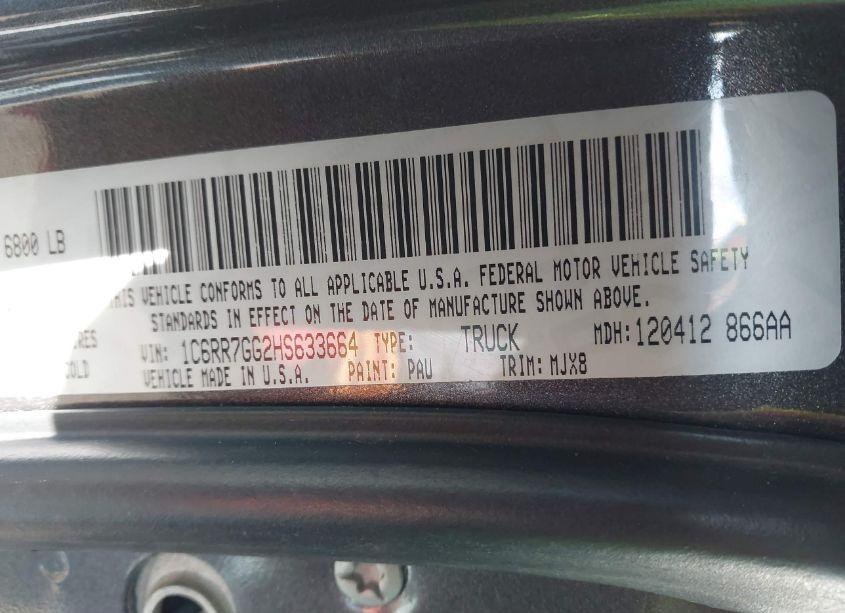 6800 LB
THIS VEHICLE CONFORMS TO ALL APPLICABLE U.S.A. FEDERAL MOTOR VEHICLE SAFETY
STANDARDS IN EFFECT ON THE DATE OF MANUFACTURE SHOWN ABOVE.
VIN: 1C6RR7GG2HS633664 TYPE: TRUCK MDH: 120412 866AA
VEHICLE MADE IN U.S.A. PAINT: PAU TRIM: MJX8